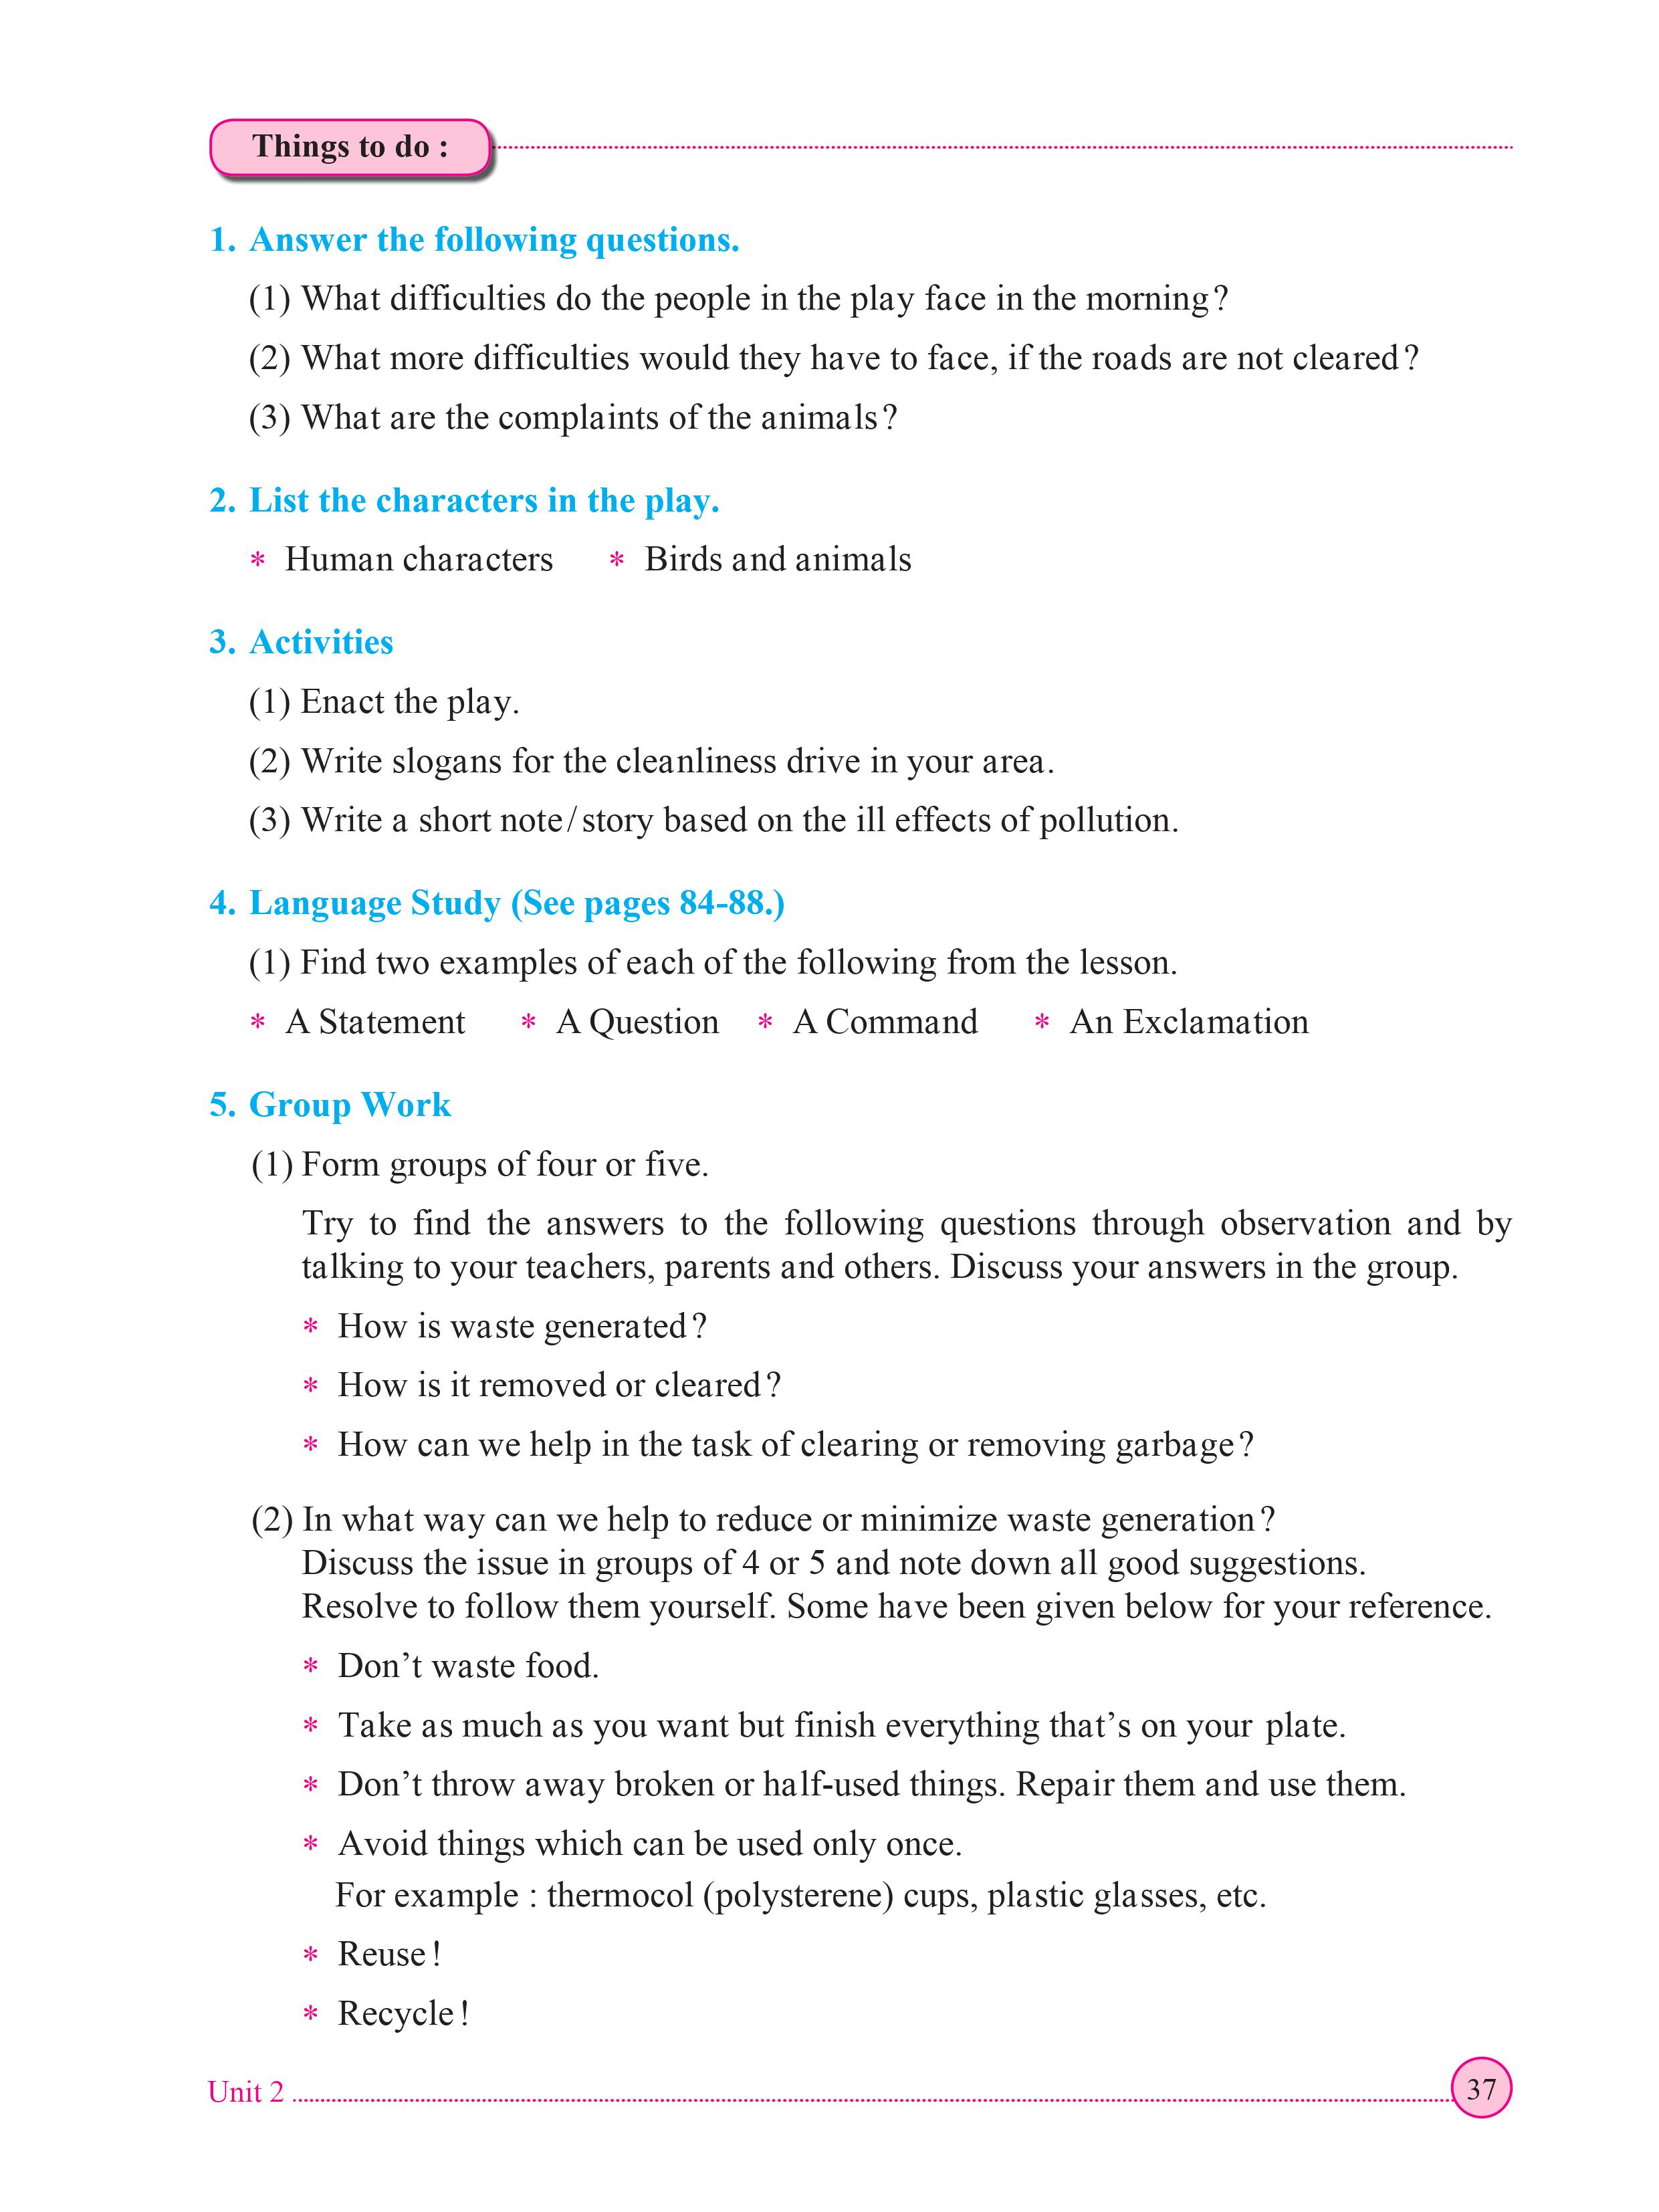 Things to do :
1. Answer the following questions.
(1) What difficulties do the people in the play face in the morning?
(2) What more difficulties would they have to face, if the roads are not cleared?
(3) What are the complaints of the animals?
2. List the characters in the play.
* Human characters * Birds and animals
3. Activities
(1) Enact the play.
(2) Write slogans for the cleanliness drive in your area.
(3) Write a short note/story based on the ill effects of pollution.
4. Language Study (See pages 84-88.)
(1) Find two examples of each of the following from the lesson.
* A Statement * A Question * A Command * An Exclamation
5. Group Work
(1) Form groups of four or five.
Try to find the answers to the following questions through observation and by
talking to your teachers, parents and others. Discuss your answers in the group.
* How is waste generated?
* How is it removed or cleared?
* How can we help in the task of clearing or removing garbage?
(2) In what way can we help to reduce or minimize waste generation?
Discuss the issue in groups of 4 or 5 and note down all good suggestions.
Resolve to follow them yourself. Some have been given below for your reference.
* Don't waste food.
* Take as much as you want but finish everything that's on your plate.
* Don't throw away broken or half-used things. Repair them and use them.
* Avoid things which can be used only once.
For example : thermocol (polysterene) cups, plastic glasses, etc.
* Reuse!
* Recycle!
Unit 2 37